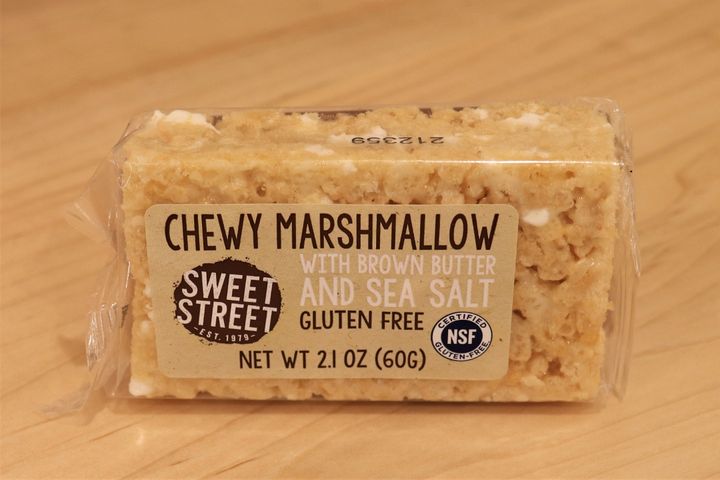 212359
CHEWY MARSHMALLOW
WITH BROWN BUTTER
AND SEA SALT
GLUTEN FREE
SWEET
STREET
-EST. 1979-
CERTIFIED
NSF
GLUTEN-FREE
NET WT 2.1 OZ (60G)